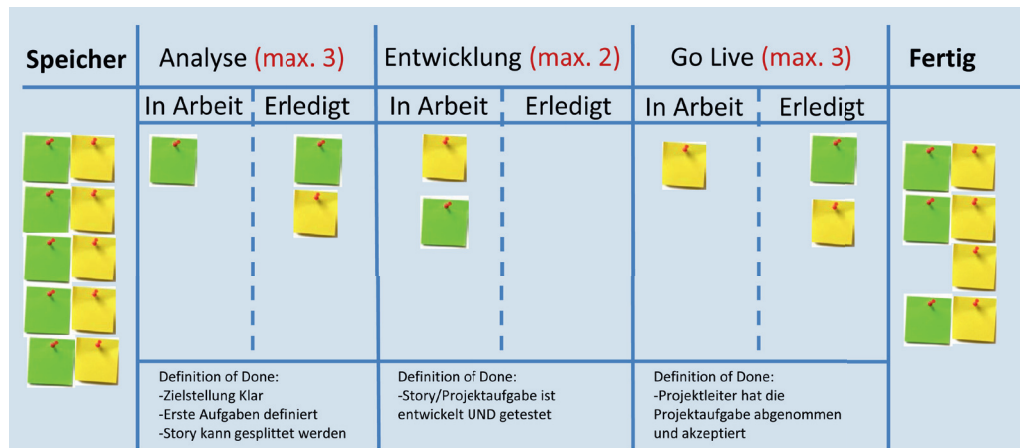 Speicher
Analyse (max. 3)
Entwicklung (max. 2)
Go Live (max. 3)
Fertig
In Arbeit
Erledigt
In Arbeit
Erledigt
In Arbeit
Erledigt
Definition of Done:
-Zielstellung Klar
-Erste Aufgaben definiert
-Story kann gesplittet werden
Definition of Done:
-Story/Projektaufgabe ist
entwickelt UND getestet
Definition of Done:
-Projektleiter hat die
Projektaufgabe abgenommen
und akzeptiert